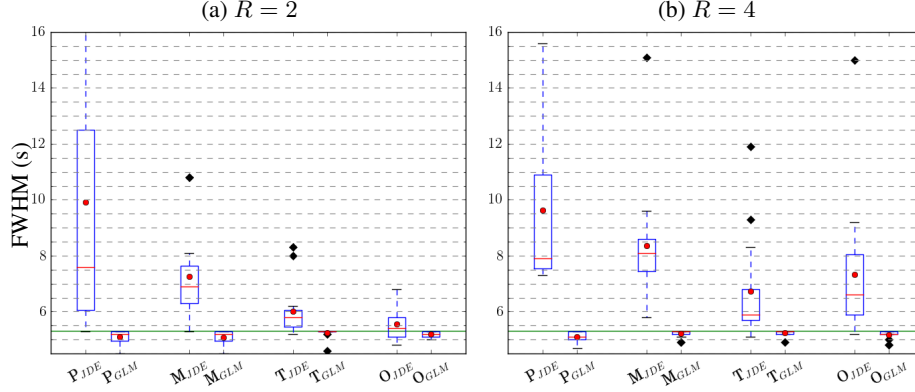 (a) R = 2
(b) R = 4
FWHM (s)
16
14
12
10
8
6
16
14
12
10
8
6
P_JDE P_GLM M_JDE M_GLM T_JDE T_GLM O_JDE O_GLM
P_JDE P_GLM M_JDE M_GLM T_JDE T_GLM O_JDE O_GLM